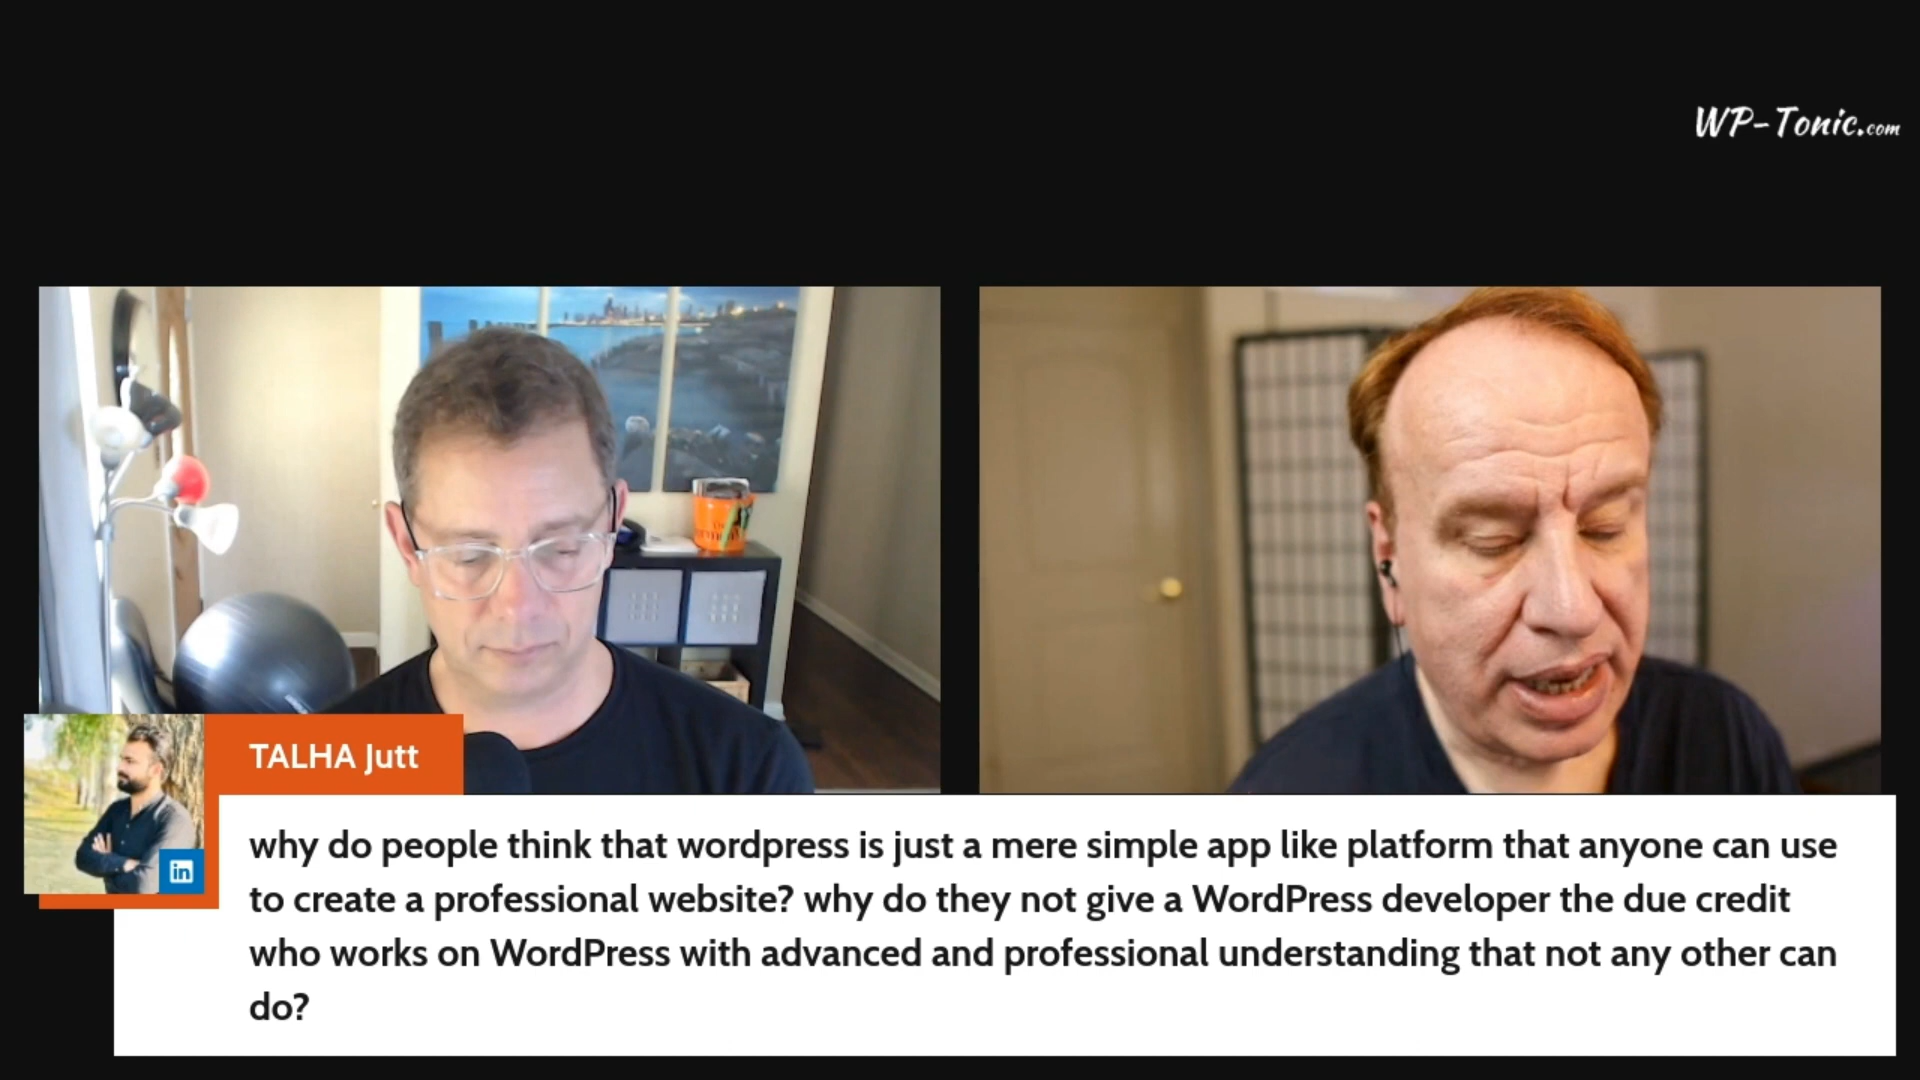 WP-Tonic.com
TALHA Jutt
in
why do people think that wordpress is just a mere simple app like platform that anyone can use
to create a professional website? why do they not give a WordPress developer the due credit
who works on WordPress with advanced and professional understanding that not any other can
do?